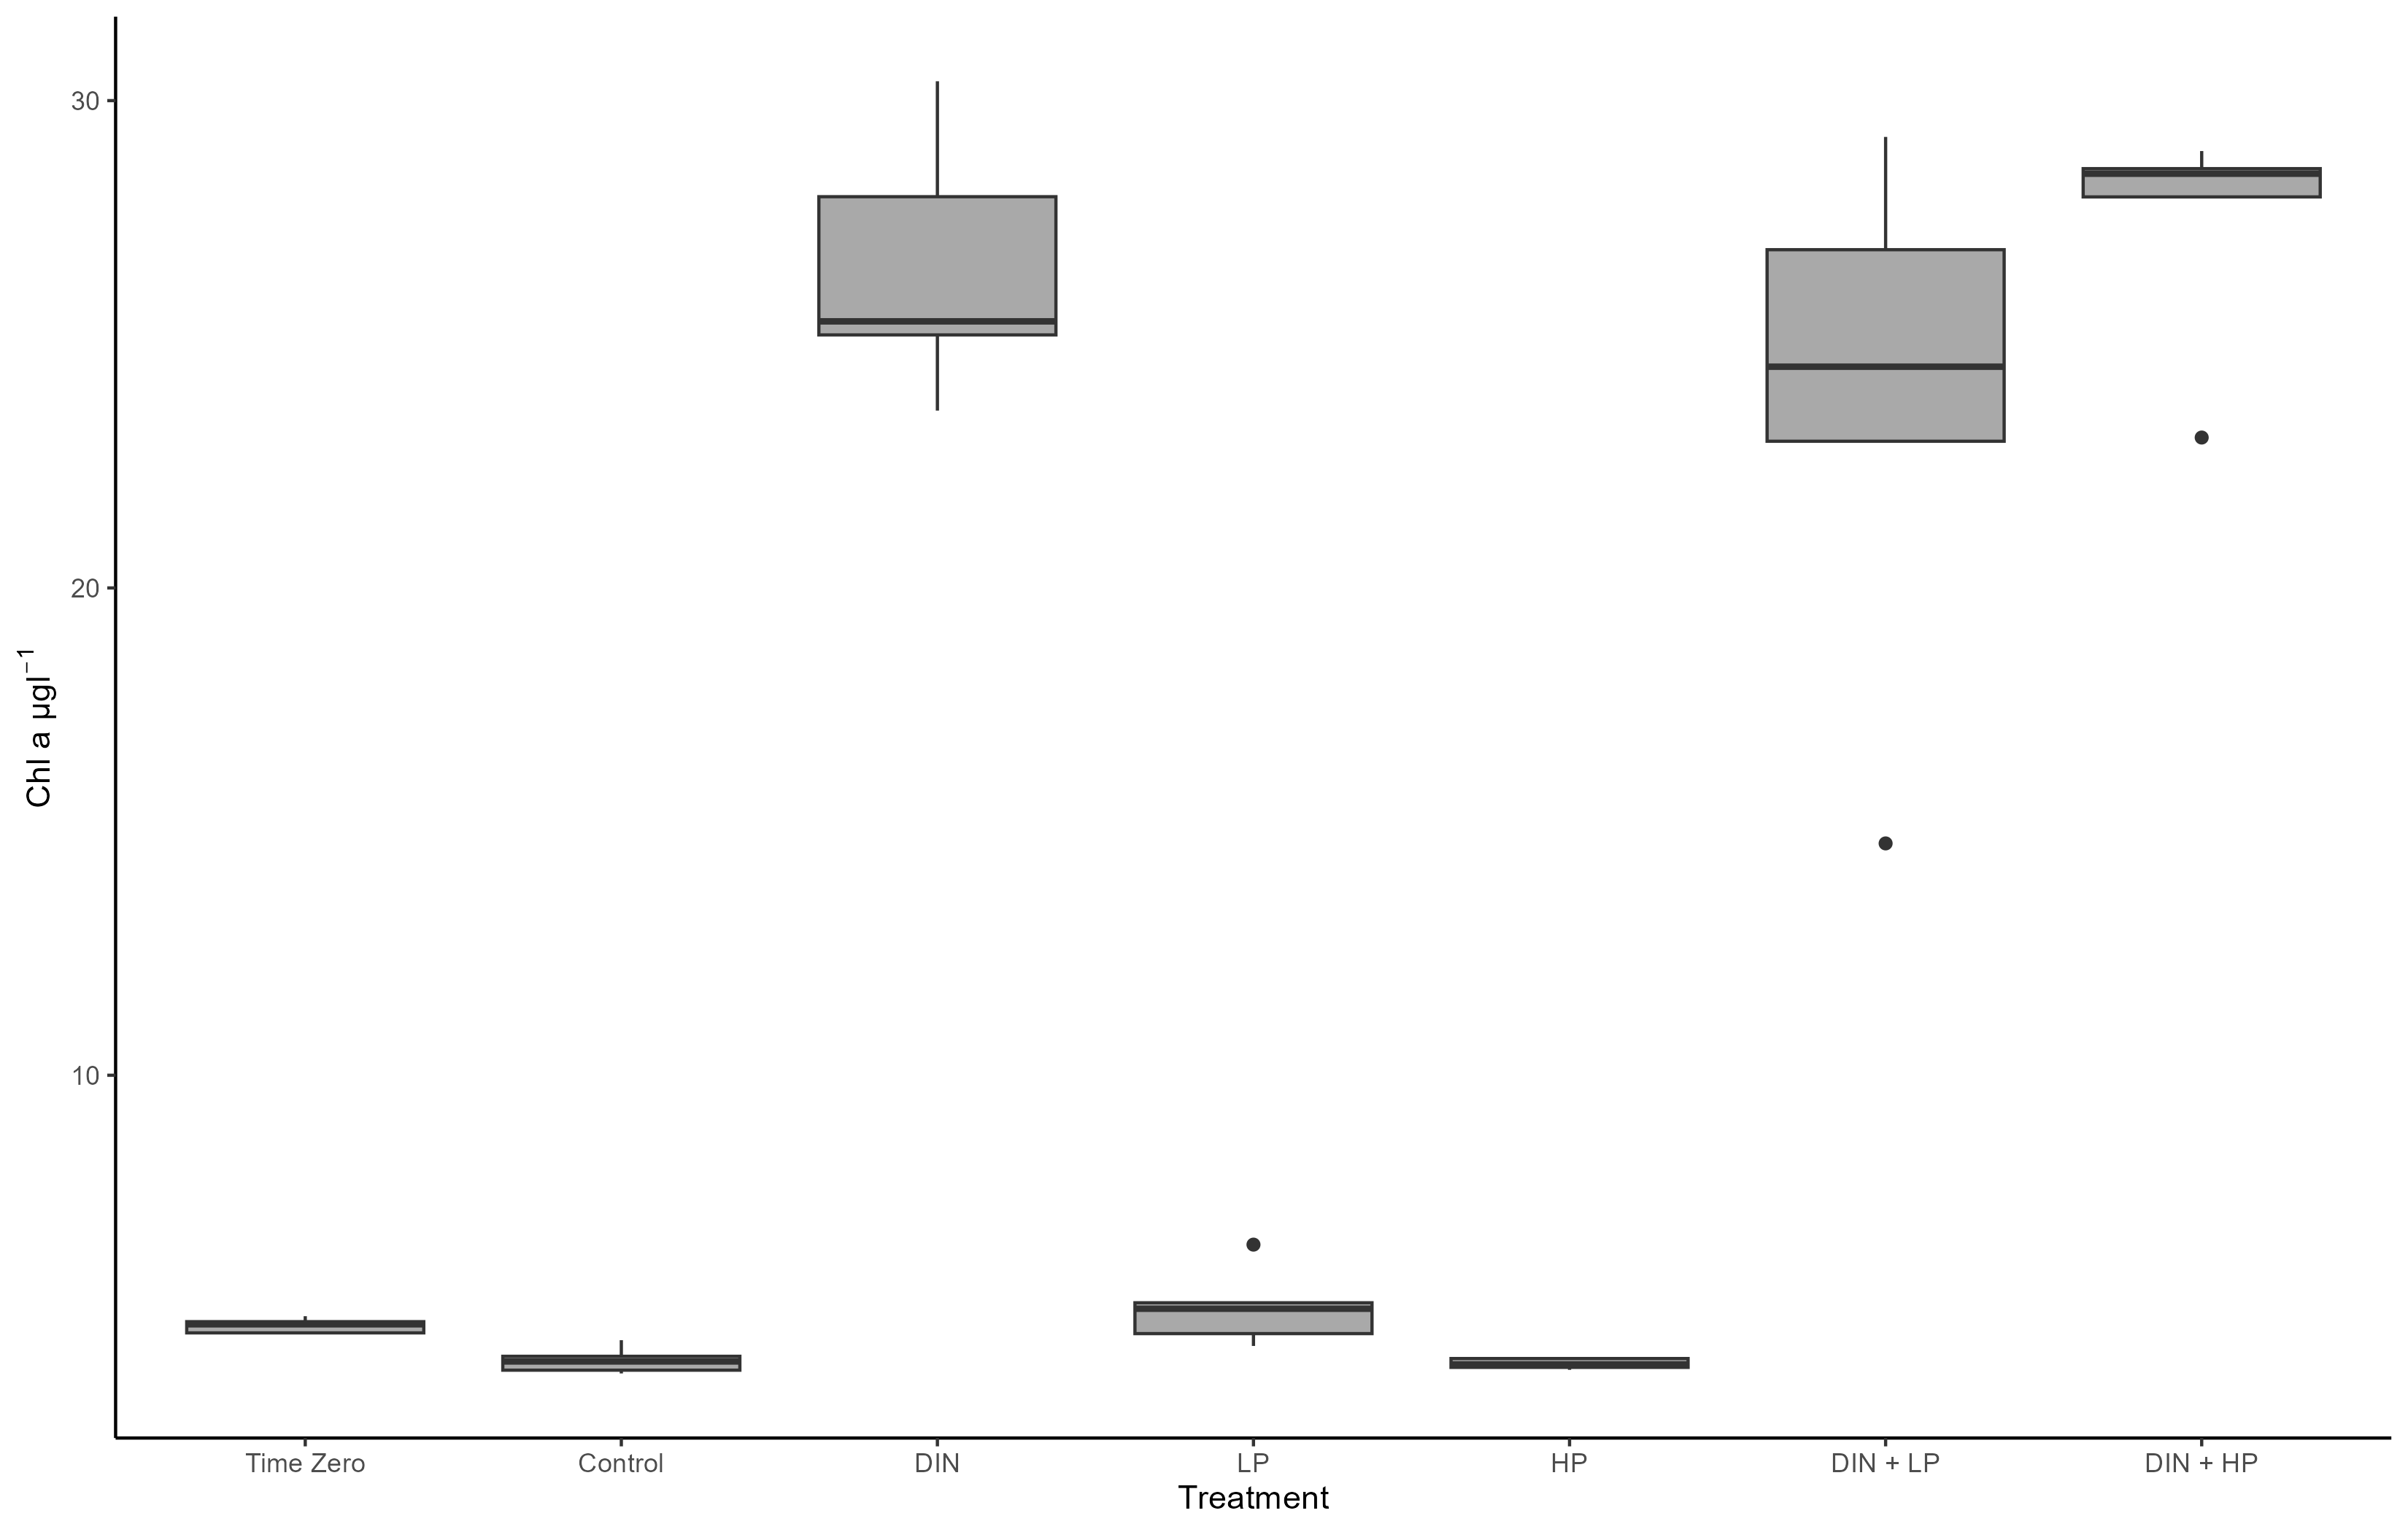 30
20
10
Chl a µgl⁻¹
Time Zero Control DIN LP HP DIN + LP DIN + HP
Treatment